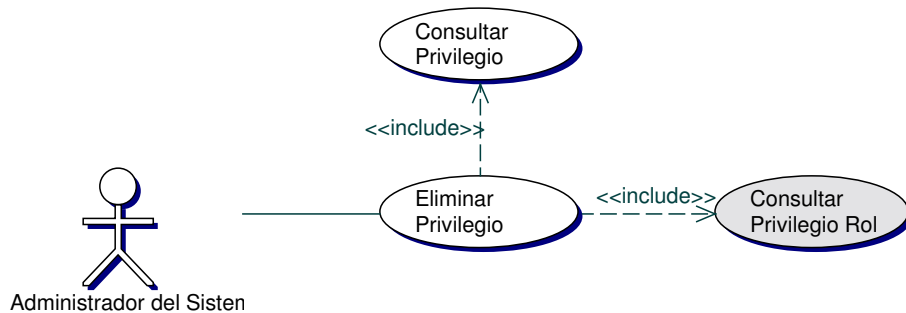 Consultar
Privilegio
<<include>>
Eliminar
Privilegio
<<include>>
Consultar
Privilegio Rol
Administrador del Sisten